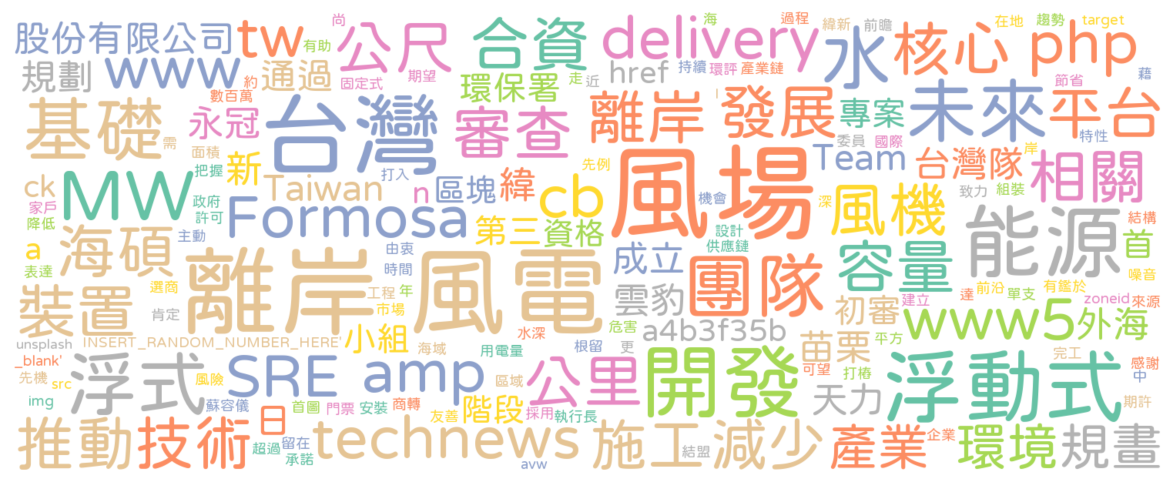 股份有限公司 tw 有助 尚 公尺 合資 delivery 海 過程 緯新 前瞻 在地 趨勢 target
規劃 www 通過 約 固定式 期望 環保署 走 近 href 持續 環評 產業鏈 水 核心 php 藉
數百萬 節省
基礎 永冠 台灣 審查 離岸 發展 專案 未來 平台
需 面積 委員 國際 特性
把握 新 打入 先例 風場 Team 台灣隊 岸
ck MW 政府 Taiwan n 區塊 緯 cb 機會 深 風機 致力 組裝 相關
家戶 許可 Formosa 設計
降低 主動 第三 資格 供應鏈 能源 結構
a 海碩 離岸 風電 由衷 成立 團隊 容量 首
表達 時間 噪音
選商 工程 年 雲豹 初審 前沿 有鑑於
裝置 肯定 市場 建立 達 單支 zoneid 來源
unsplash INSERT_RANDOM_NUMBER_HERE' 小組 水深 危害 a4b3f35b www 5 外海
_blank' 海域 用電量 根留 更 苗栗 平方
先機 src 浮式 風險 SRE amp 區域 公里 開發 可望 打樁 浮動式 完工 感謝
img 蘇容儀 首圖 門票 安裝 商轉 階段 採用 執行長 天力 中 期許
推動 技術 日 友善
超過 留在 technews 施工 減少 產業 企業 環境 規畫
承諾 avw 結盟